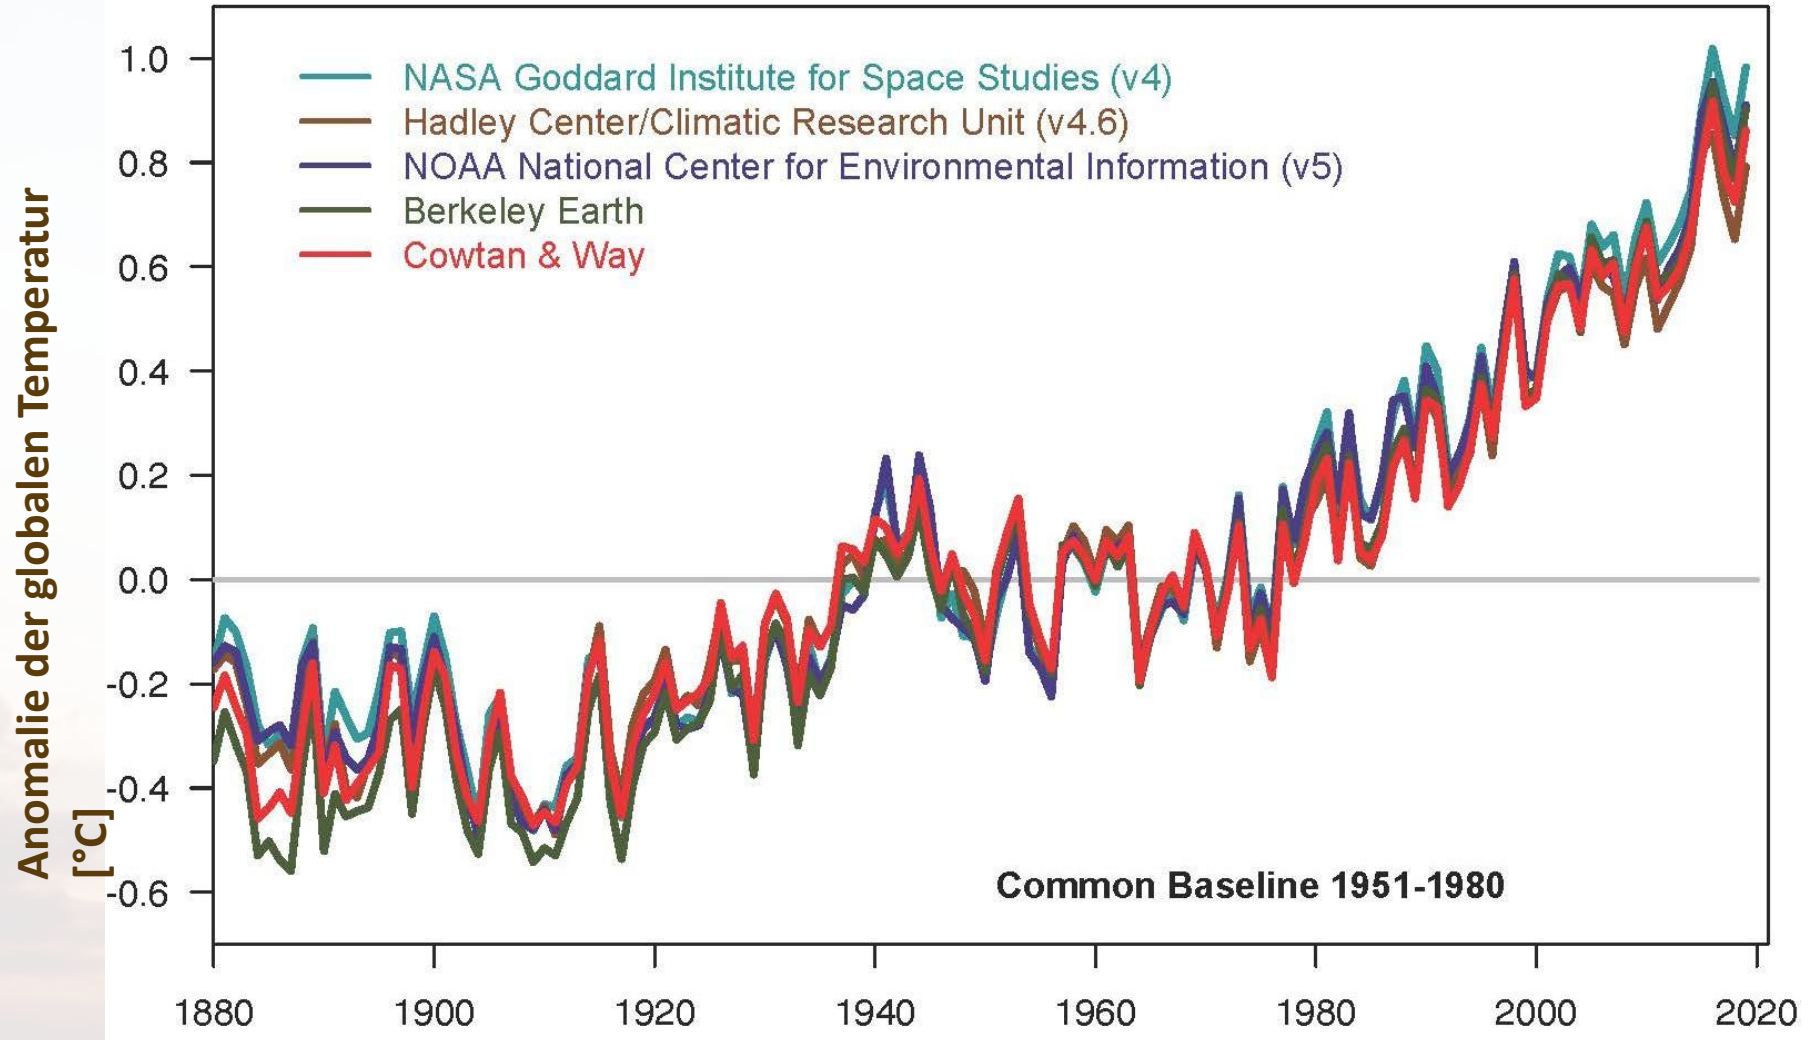 Anomalie der globalen Temperatur
[°C]
1.0
0.8
0.6
0.4
0.2
0.0
-0.2
-0.4
-0.6
NASA Goddard Institute for Space Studies (v4)
Hadley Center/Climatic Research Unit (v4.6)
NOAA National Center for Environmental Information (v5)
Berkeley Earth
Cowtan & Way
Common Baseline 1951-1980
1880 1900 1920 1940 1960 1980 2000 2020